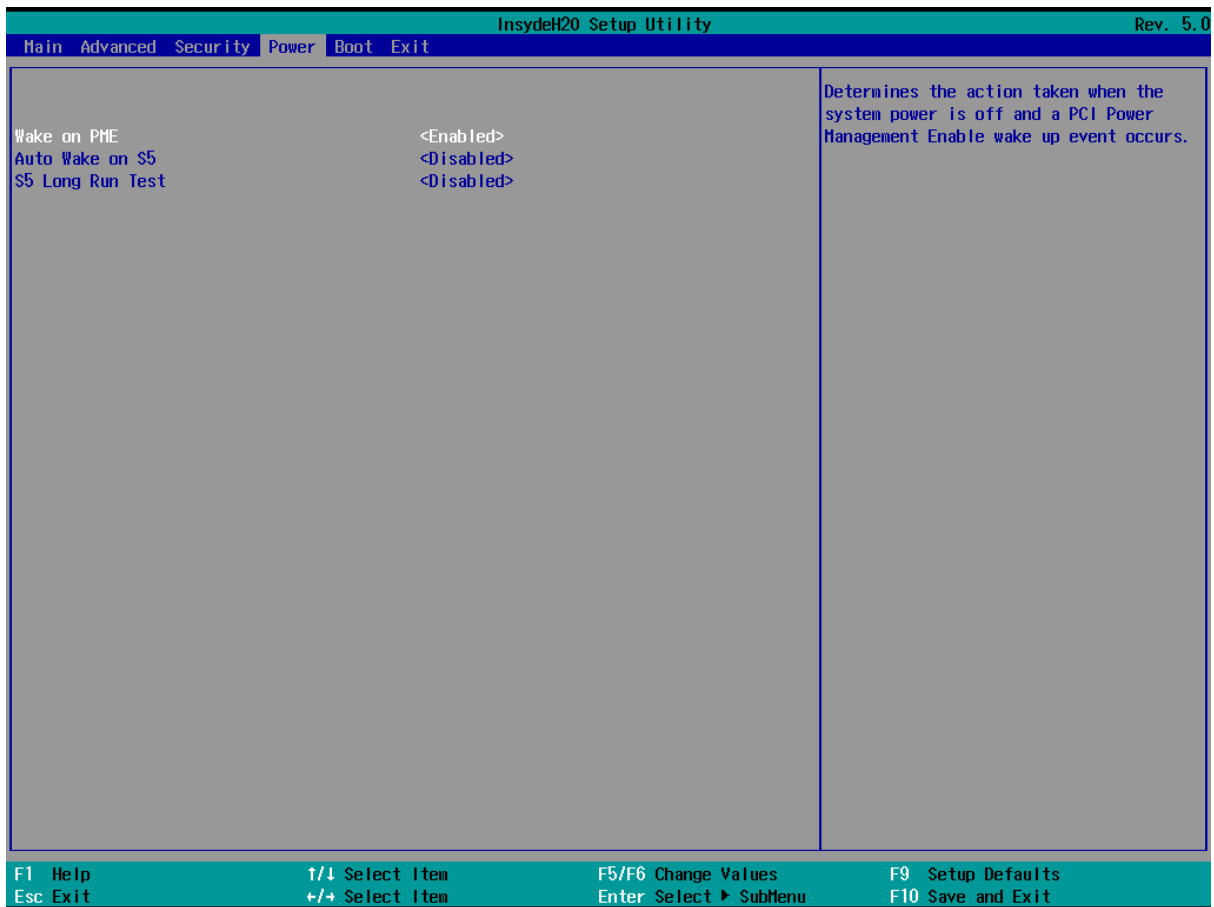 InsydeH20 Setup Utility Rev. 5.0
Main Advanced Security Power Boot Exit
Determines the action taken when the
system power is off and a PCI Power
Wake on PME <Enabled> Management Enable wake up event occurs.
Auto Wake on S5 <Disabled>
S5 Long Run Test <Disabled>
F1 Help ↑/↓ Select Item F5/F6 Change Values F9 Setup Defaults
Esc Exit ←/→ Select Item Enter Select ▶ SubMenu F10 Save and Exit